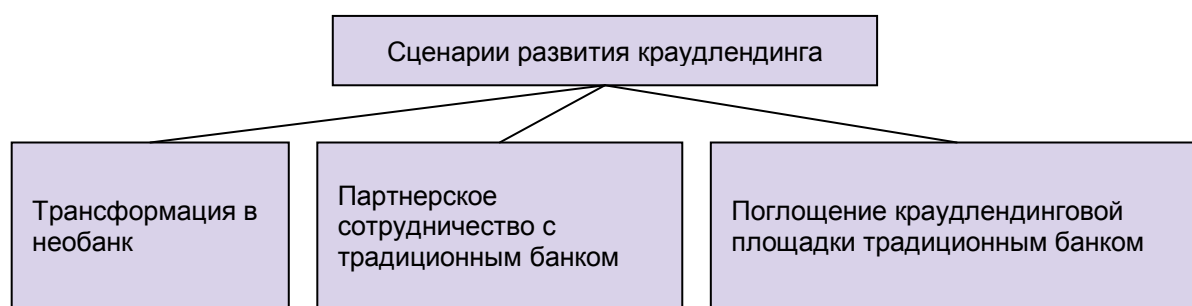 Сценарии развития краудлендинга
Трансформация в
необанк
Партнерское
сотрудничество с
традиционным банком
Поглощение краудлендинговой
площадки традиционным банком